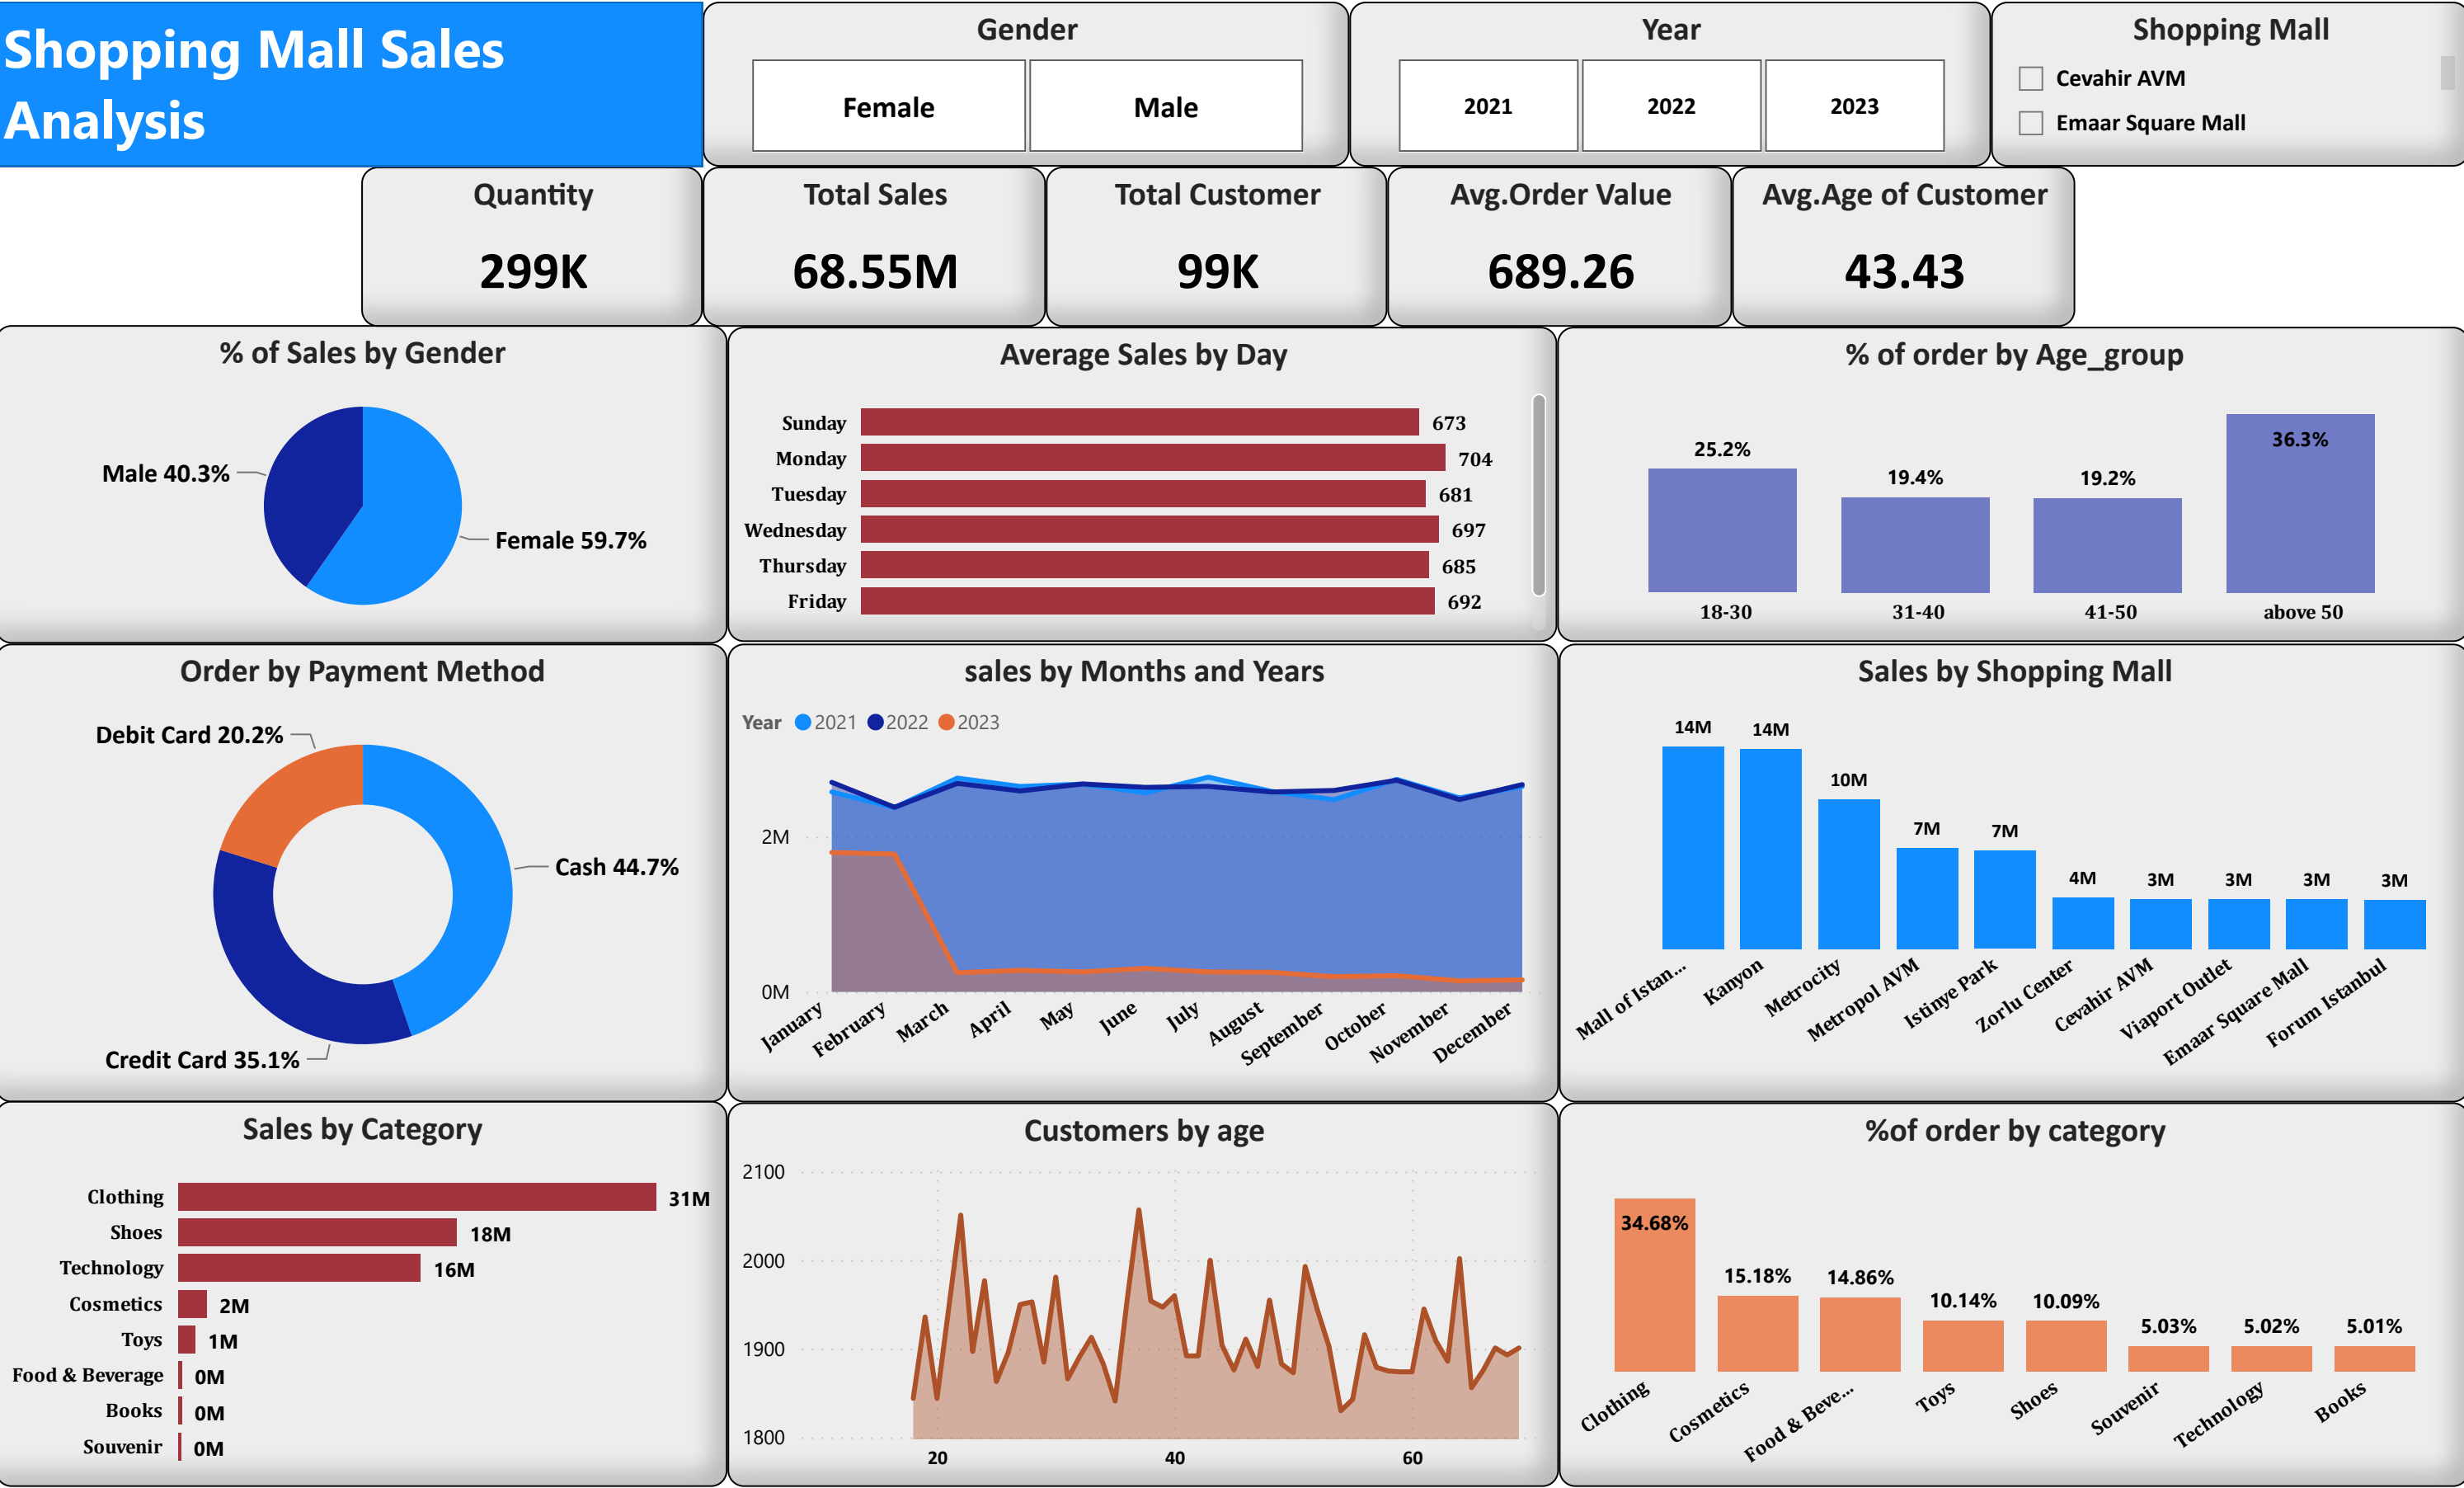 Shopping Mall Sales
Analysis
Gender
Female
Male
Year
2021
2022
2023
Shopping Mall
Cevahir AVM
Emaar Square Mall
Quantity
299K
Total Sales
68.55M
Total Customer
99K
Avg.Order Value
689.26
Avg.Age of Customer
43.43
% of Sales by Gender
Male 40.3%
Female 59.7%
Average Sales by Day
Sunday 673
Monday 704
Tuesday 681
Wednesday 697
Thursday 685
Friday 692
% of order by Age_group
25.2%
19.4%
19.2%
36.3%
18-30
31-40
41-50
above 50
Order by Payment Method
Debit Card 20.2%
Cash 44.7%
Credit Card 35.1%
sales by Months and Years
Year 2021 2022 2023
2M
0M
January
February
March
April
May
June
July
August
September
October
November
December
Sales by Shopping Mall
14M
14M
10M
7M
7M
4M
3M
3M
3M
3M
Mall of Istan...
Kanyon
Metrocity
Metropol AVM
Istinye Park
Zorlu Center
Cevahir AVM
Viaport Outlet
Emaar Square Mall
Forum Istanbul
Sales by Category
Clothing 31M
Shoes 18M
Technology 16M
Cosmetics 2M
Toys 1M
Food & Beverage 0M
Books 0M
Souvenir 0M
Customers by age
2100
2000
1900
1800
20
40
60
%of order by category
34.68%
15.18%
14.86%
10.14%
10.09%
5.03%
5.02%
5.01%
Clothing
Cosmetics
Food & Beve...
Toys
Shoes
Souvenir
Technology
Books